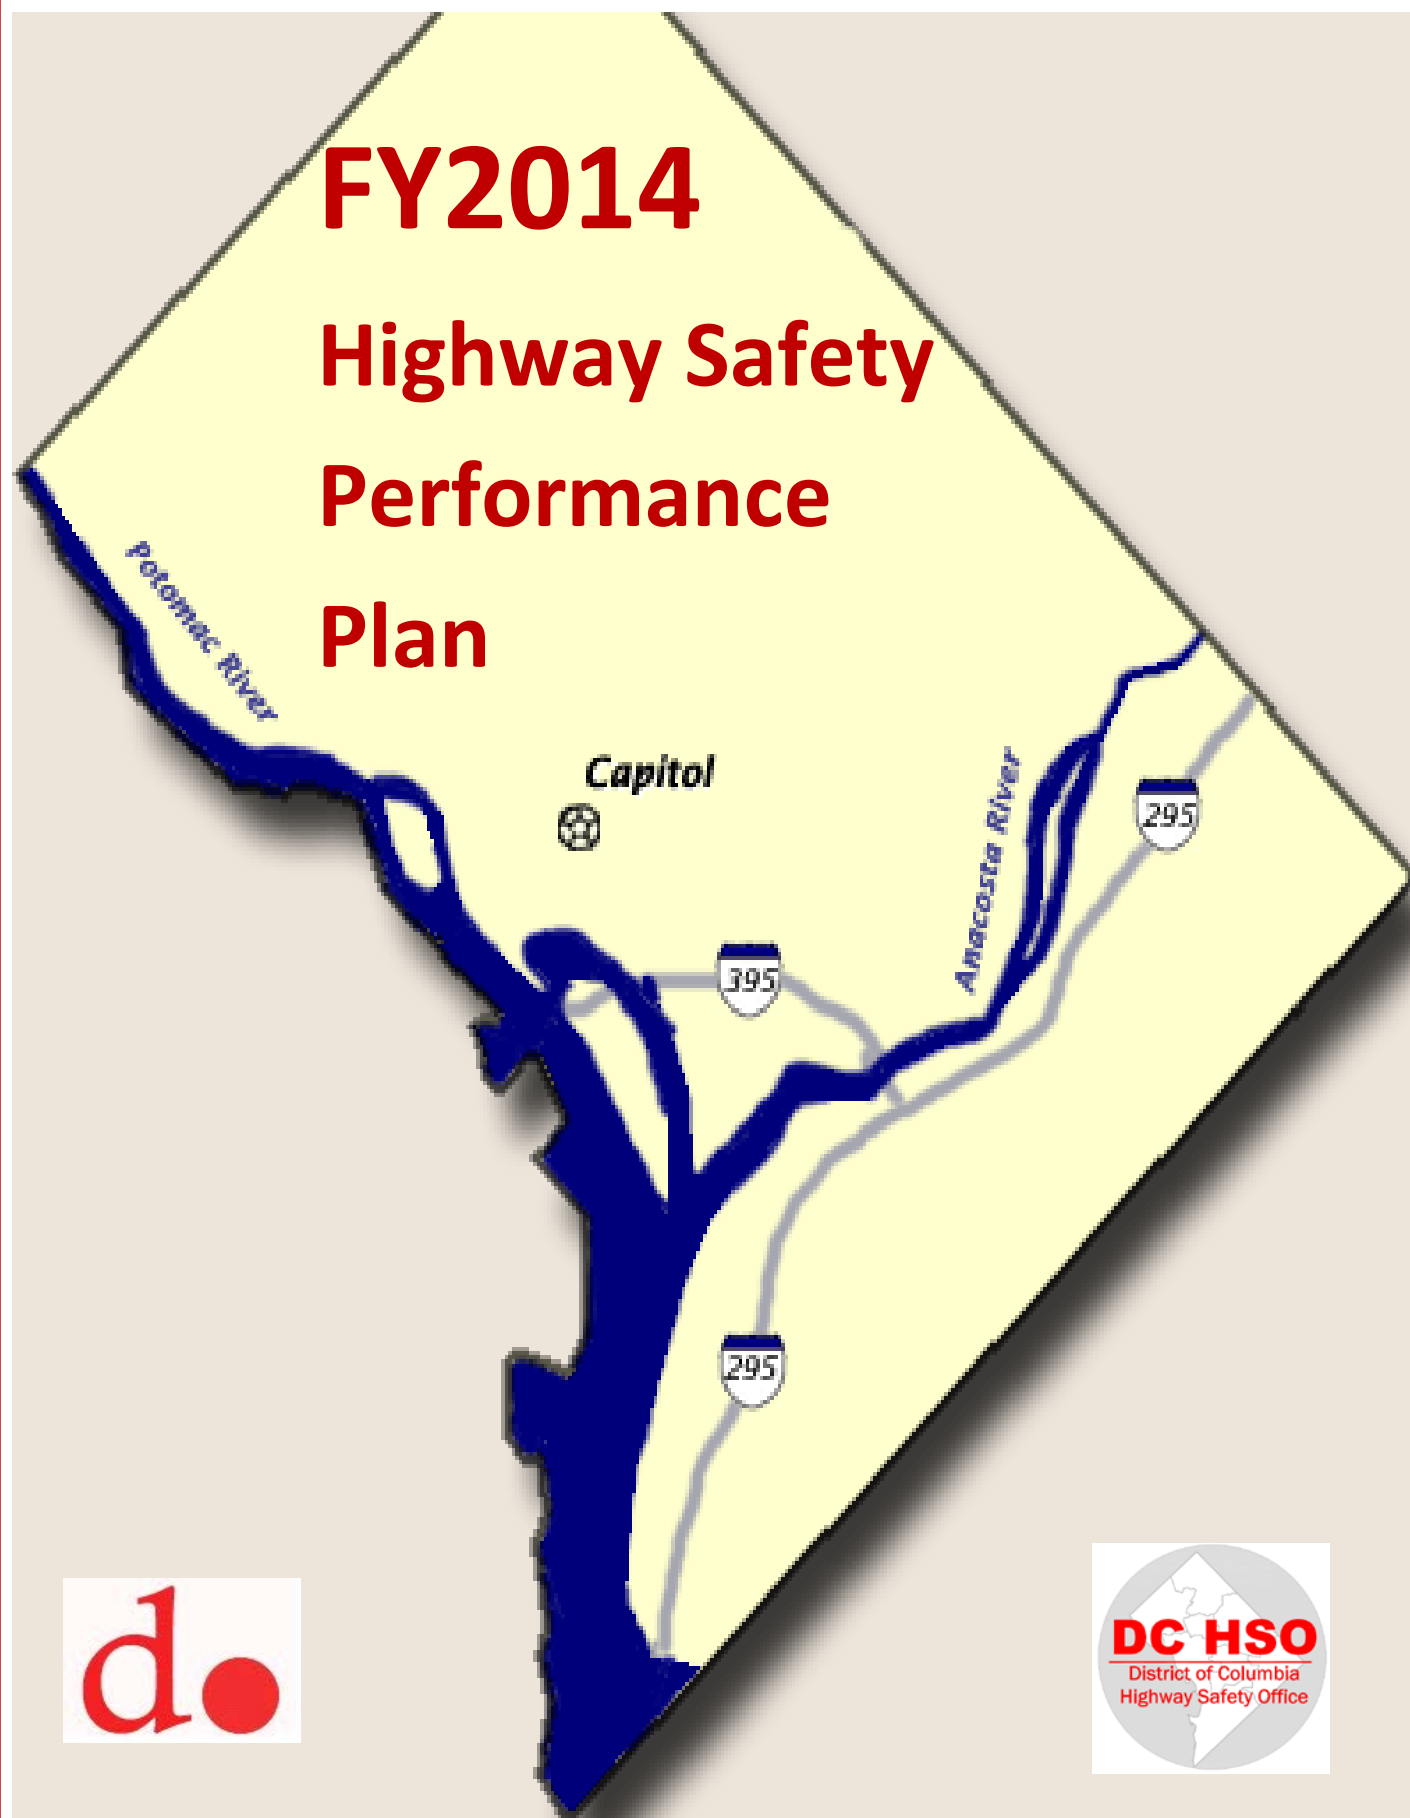 FY2014
Highway Safety
Performance
Plan
Potomac River
Capitol
Anacosta River
295
395
295
d.
DC HSO
District of Columbia
Highway Safety Office